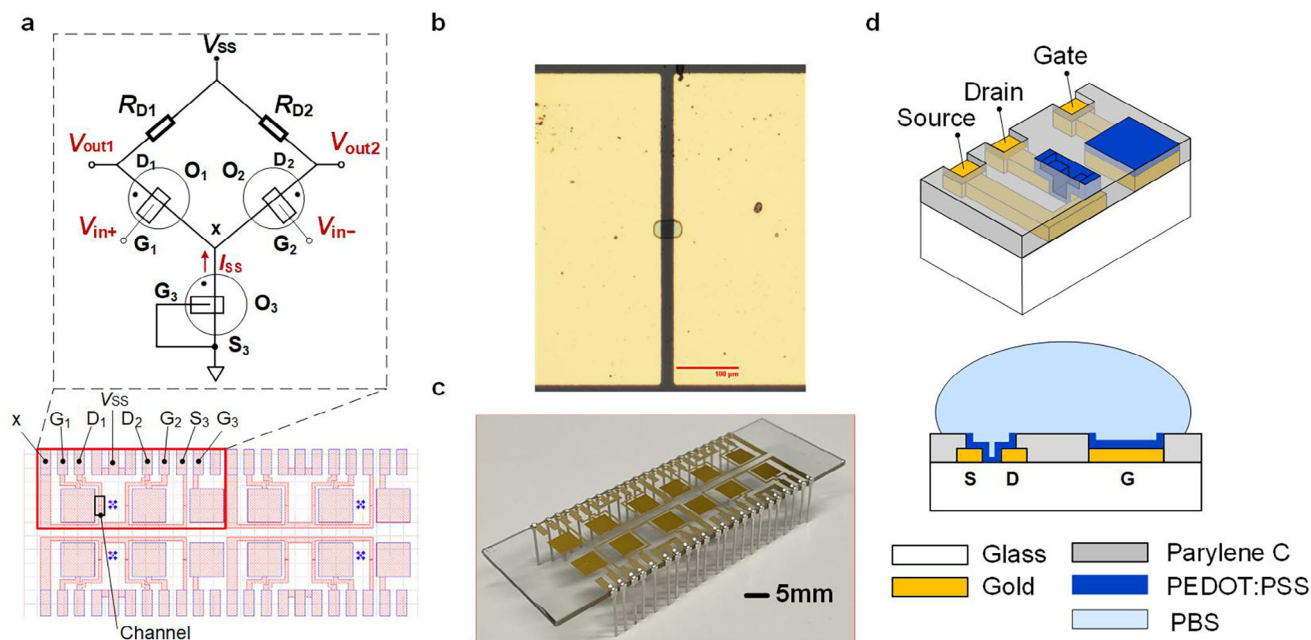 a
V_SS
R_D1
R_D2
V_out1
V_out2
D_1
O_1
O_2
D_2
V_in+
G_1
x
G_2
V_in−
I_SS
G_3
O_3
S_3
V_SS
x G_1 D_1 D_2 G_2 S_3 G_3
Channel
b
100 μm
c
5mm
d
Gate
Drain
Source
S D G
Glass
Parylene C
Gold
PEDOT:PSS
PBS